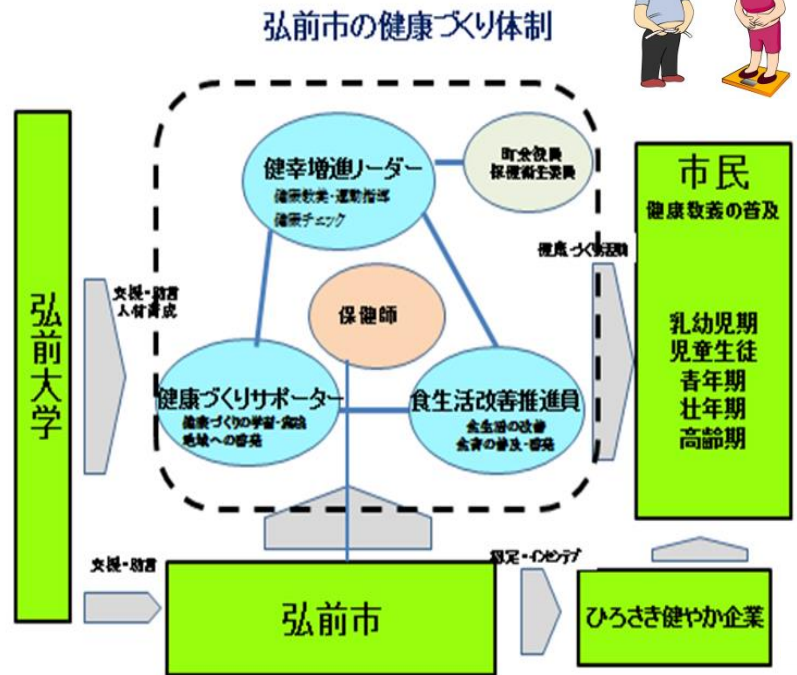 弘前市の健康づくり体制
健幸増進リーダー
健康教養・運動指導
健康チェック
町会役員
保健衛生委員
市民
健康教養の普及
健康づくり活動
弘前大学
支援・助言
人材育成
保健師
乳幼児期
児童生徒
青年期
壮年期
高齢期
健康づくりサポーター
健康づくりの学習・実践
地域への啓発
食生活改善推進員
食生活の改善
食育の普及・啓発
支援・助言
弘前市
認定・インセンテブ
ひろさき健やか企業